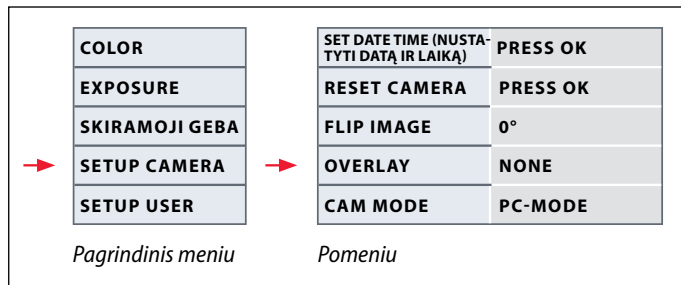 COLOR
EXPOSURE
SKIRAMOJI GEBA
SETUP CAMERA
SETUP USER
Pagrindinis meniu
SET DATE TIME (NUSTA-
TYTI DATĄ IR LAIKĄ) PRESS OK
RESET CAMERA PRESS OK
FLIP IMAGE 0°
OVERLAY NONE
CAM MODE PC-MODE
Pomeniu